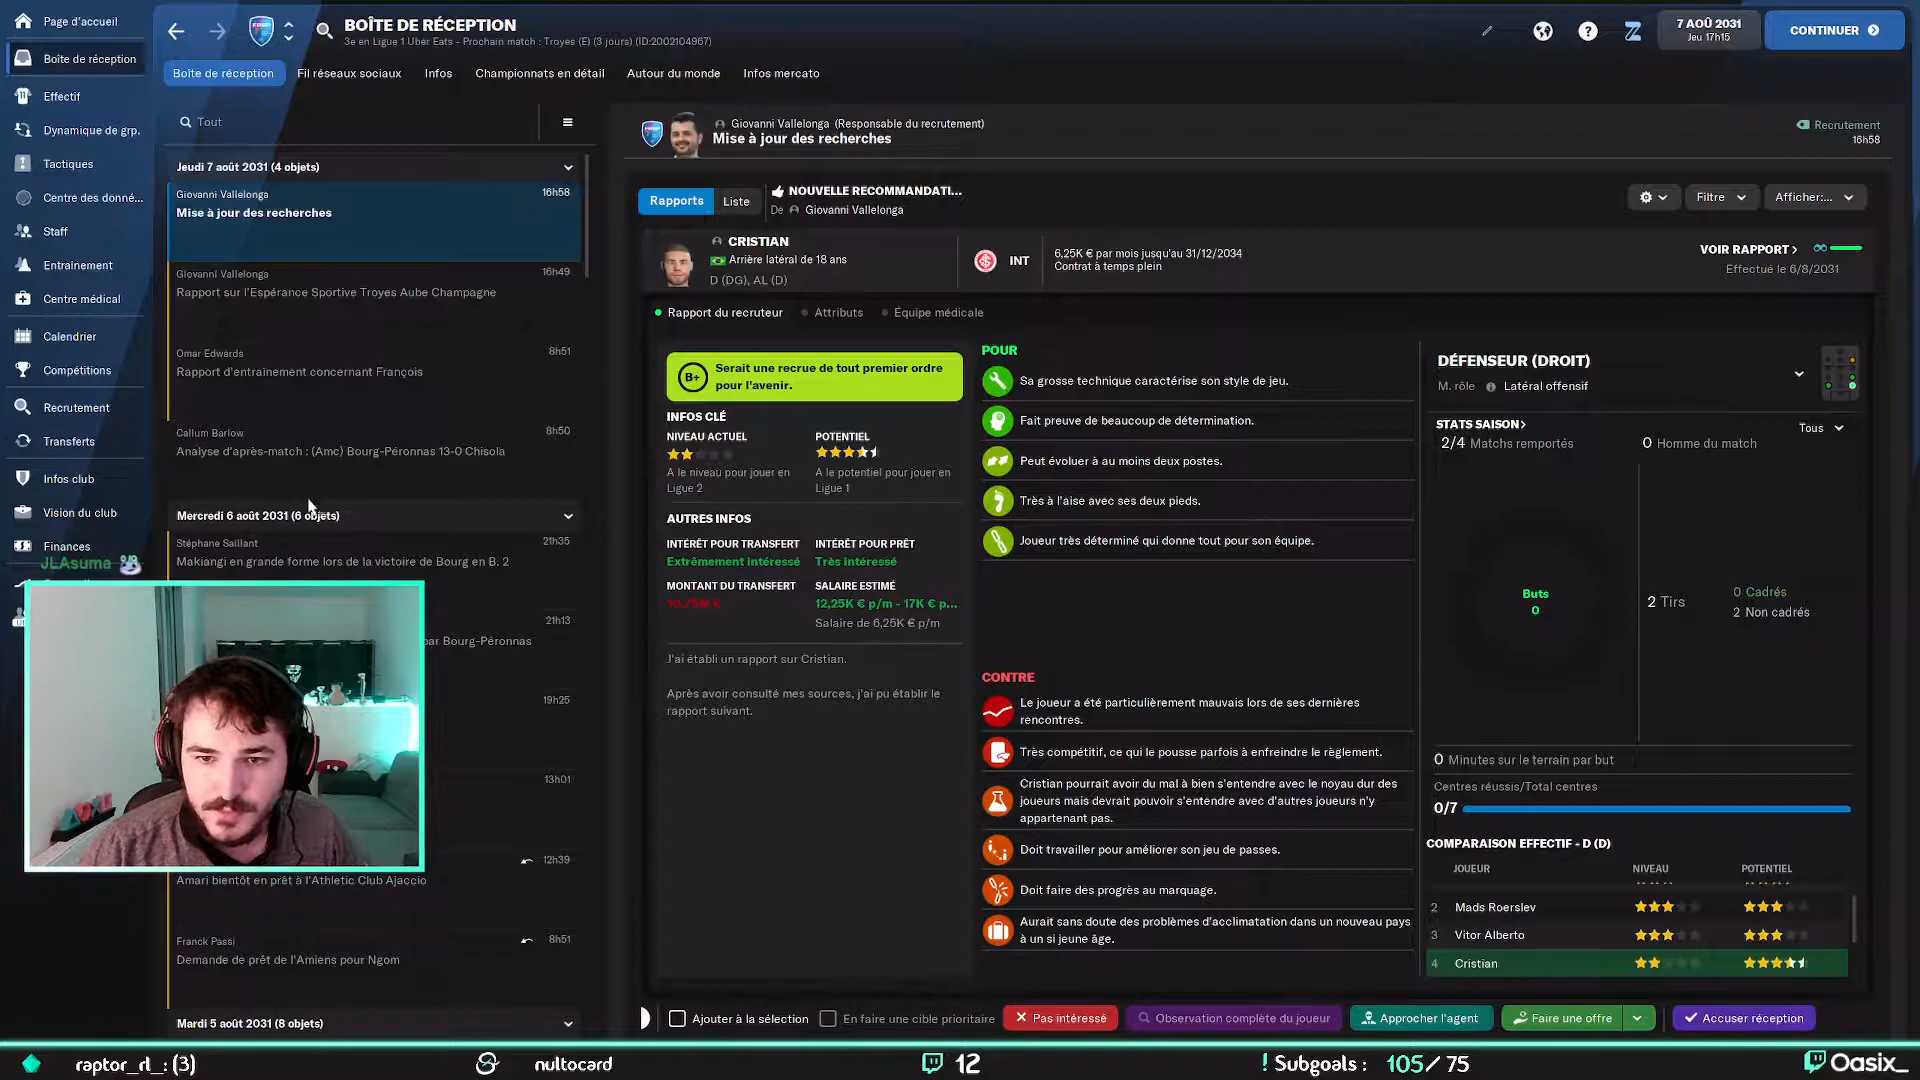 Page d'accueil
BOÎTE DE RÉCEPTION
3e en Ligue 1 Uber Eats - Prochain match : Troyes (E) (3 jours) (ID:2002104967)
7 AOÛ 2031
Jeu 17h15
CONTINUER
Boîte de réception
Boîte de réception
Fil réseaux sociaux
Infos
Championnats en détail
Autour du monde
Infos mercato
Effectif
Dynamique de grp.
Tactiques
Centre des donné...
Staff
Entraînement
Centre médical
Calendrier
Compétitions
Recrutement
Transferts
Infos club
Vision du club
Finances
JLAsuma
Tout
Jeudi 7 août 2031 (4 objets)
Giovanni Vallelonga 16h58
Mise à jour des recherches
Giovanni Vallelonga 16h49
Rapport sur l'Espérance Sportive Troyes Aube Champagne
Omar Edwards 8h51
Rapport d'entraînement concernant François
Callum Barlow 8h50
Analyse d'après-match : (Amc) Bourg-Péronnas 13-0 Chisola
Mercredi 6 août 2031 (6 objets)
Stéphane Saillant 21h35
Makiangi en grande forme lors de la victoire de Bourg en B. 2
21h13
par Bourg-Péronnas
19h25
13h01
12h39
Amari bientôt en prêt à l'Athletic Club Ajaccio
Franck Passi 8h51
Demande de prêt de l'Amiens pour Ngom
Mardi 5 août 2031 (8 objets)
Giovanni Vallelonga (Responsable du recrutement)
Mise à jour des recherches
Recrutement
16h58
Rapports
Liste
NOUVELLE RECOMMANDATI...
De Giovanni Vallelonga
Filtre
Afficher:...
CRISTIAN
Arrière latéral de 18 ans
D (DG), AL (D)
INT
6,25K € par mois jusqu'au 31/12/2034
Contrat à temps plein
VOIR RAPPORT
Effectué le 6/8/2031
Rapport du recruteur
Attributs
Équipe médicale
B+
Serait une recrue de tout premier ordre
pour l'avenir.
INFOS CLÉ
NIVEAU ACTUEL
A le niveau pour jouer en
Ligue 2
POTENTIEL
A le potentiel pour jouer en
Ligue 1
AUTRES INFOS
INTÉRÊT POUR TRANSFERT
Extrêmement intéressé
INTÉRÊT POUR PRÊT
Très intéressé
MONTANT DU TRANSFERT
10,75M €
SALAIRE ESTIMÉ
12,25K € p/m - 17K € p...
Salaire de 6,25K € p/m
J'ai établi un rapport sur Cristian.
Après avoir consulté mes sources, j'ai pu établir le
rapport suivant.
POUR
Sa grosse technique caractérise son style de jeu.
Fait preuve de beaucoup de détermination.
Peut évoluer à au moins deux postes.
Très à l'aise avec ses deux pieds.
Joueur très déterminé qui donne tout pour son équipe.
CONTRE
Le joueur a été particulièrement mauvais lors de ses dernières
rencontres.
Très compétitif, ce qui le pousse parfois à enfreindre le règlement.
Cristian pourrait avoir du mal à bien s'entendre avec le noyau dur des
joueurs mais devrait pouvoir s'entendre avec d'autres joueurs n'y
appartenant pas.
Doit travailler pour améliorer son jeu de passes.
Doit faire des progrès au marquage.
Aurait sans doute des problèmes d'acclimatation dans un nouveau pays
à un si jeune âge.
DÉFENSEUR (DROIT)
M. rôle Latéral offensif
STATS SAISON
Tous
2/4 Matchs remportés
0 Homme du match
Buts
0
2 Tirs
0 Cadrés
2 Non cadrés
0 Minutes sur le terrain par but
Centres réussis/Total centres
0/7
COMPARAISON EFFECTIF - D (D)
JOUEUR NIVEAU POTENTIEL
2 Mads Roerslev
3 Vitor Alberto
4 Cristian
Ajouter à la sélection
En faire une cible prioritaire
Pas intéressé
Observation complète du joueur
Approcher l'agent
Faire une offre
Accuser réception
raptor_rl_: (3)
nultocard
12
! Subgoals : 105/ 75
Oasix_